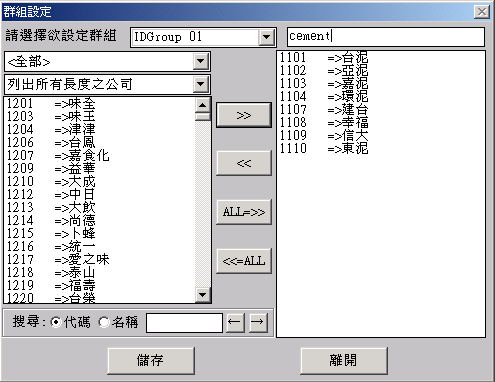 群組設定
請選擇欲設定群組 IDGroup 01 cement
<全部>
列出所有長度之公司
1201 =>味全
1203 =>味王
1204 =>津津
1206 =>台鳳
1207 =>嘉食化
1209 =>益華
1210 =>大成
1212 =>中日
1213 =>大飲
1214 =>尚德
1215 =>卜蜂
1216 =>統一
1217 =>愛之味
1218 =>泰山
1219 =>福壽
1220 =>台榮
>>
<<
ALL=>>
<<=ALL
1101 =>台泥
1102 =>亞泥
1103 =>嘉泥
1104 =>環泥
1107 =>建台
1108 =>幸福
1109 =>信大
1110 =>東泥
搜尋: 代碼 名稱 ← →
儲存 離開